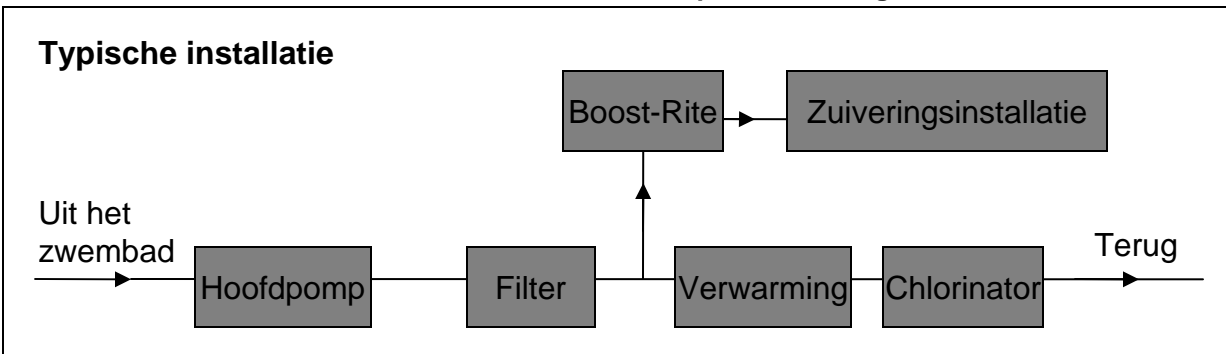 Typische installatie
Boost-Rite
Zuiveringsinstallatie
Uit het
zwembad
Hoofdpomp
Filter
Verwarming
Chlorinator
Terug